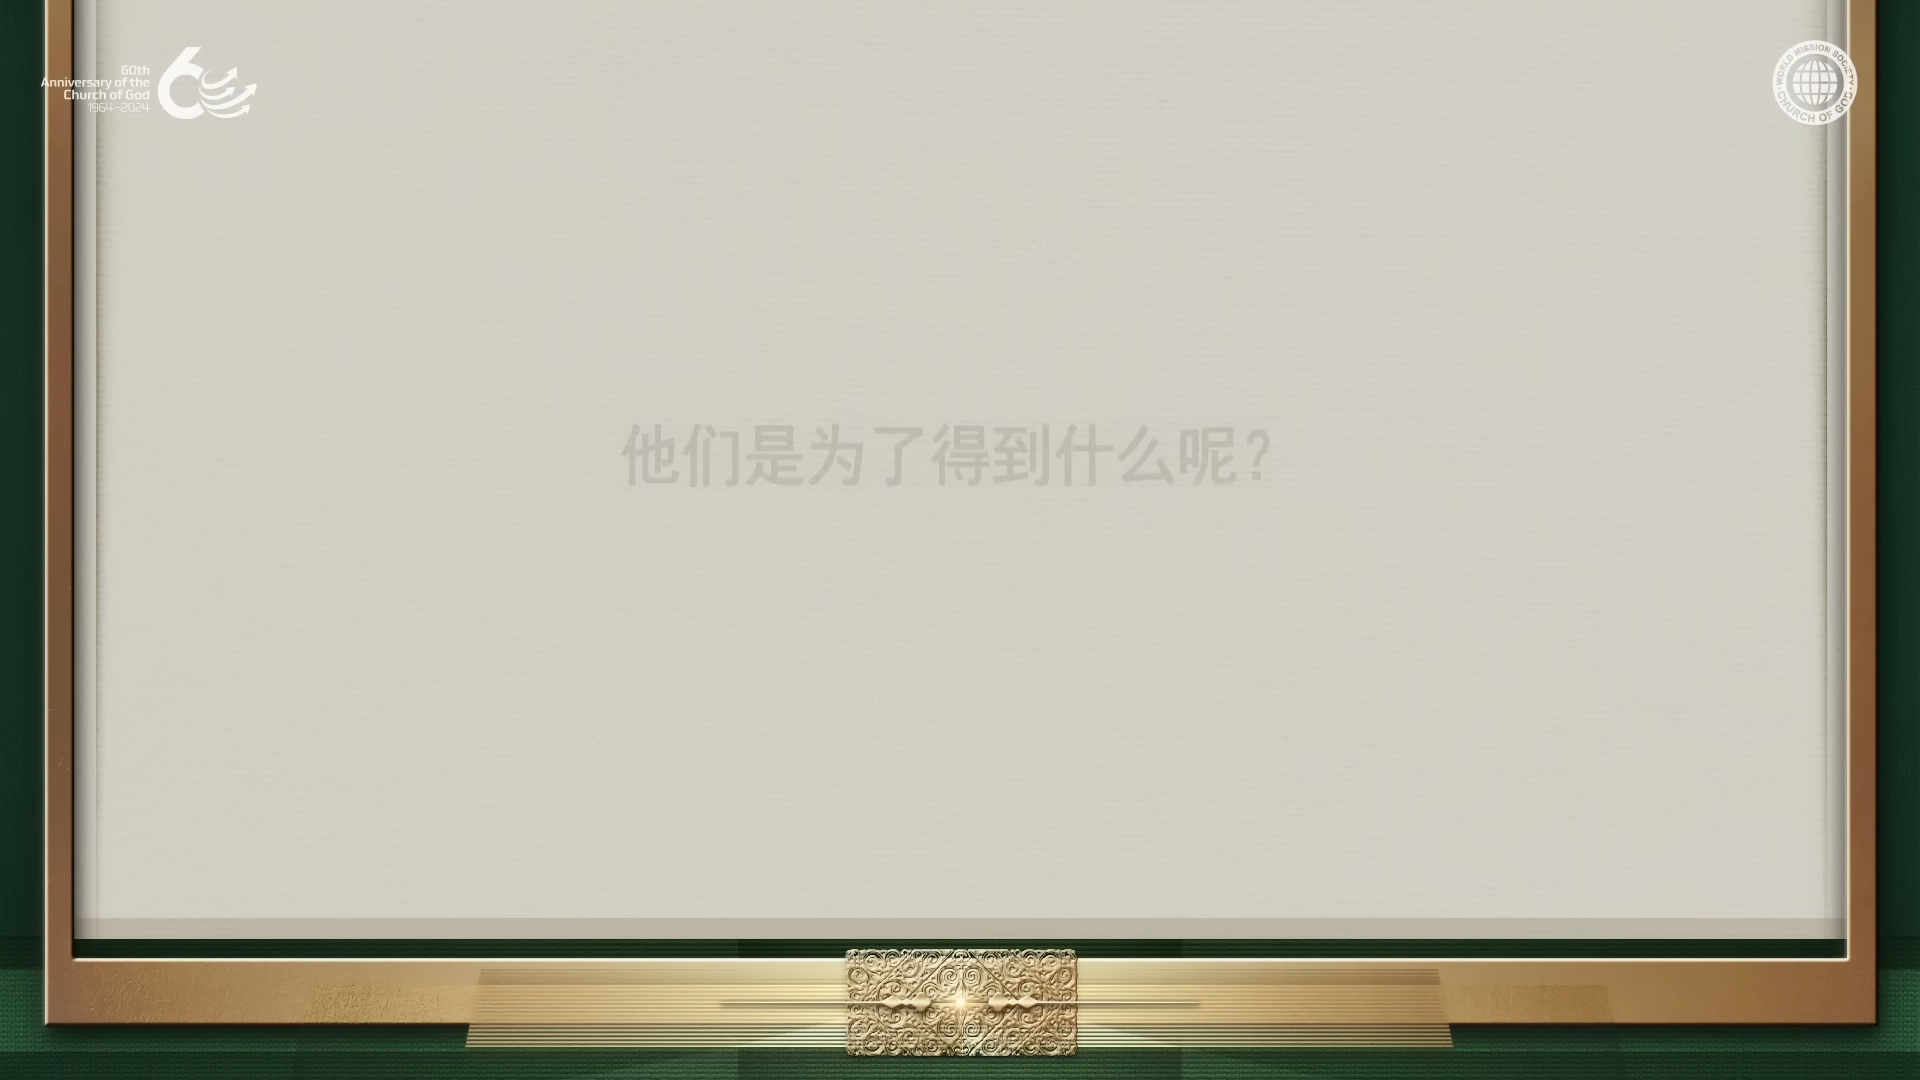 60th
Anniversary of the
Church of God
1964–2024
WORLD MISSION SOCIETY
CHURCH OF GOD
他们是为了得到什么呢？